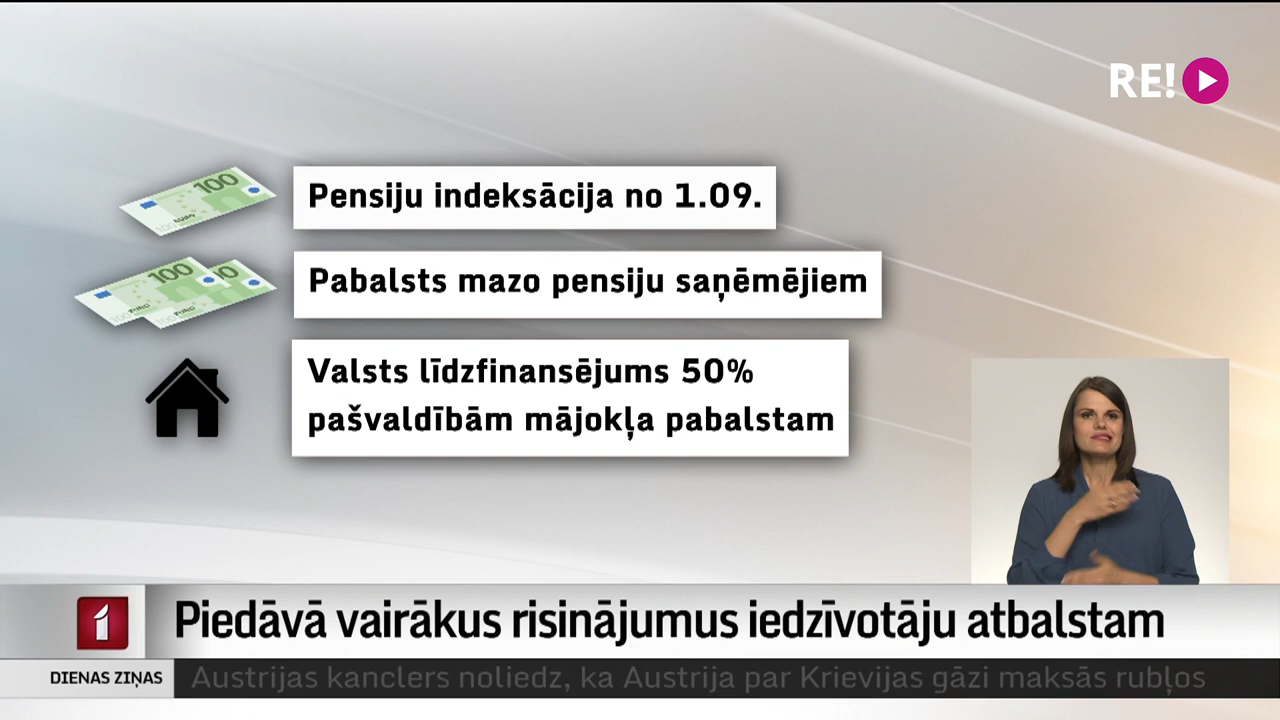 RE!
Pensiju indeksācija no 1.09.
Pabalsts mazo pensiju saņēmējiem
Valsts līdzfinansējums 50%
pašvaldībām mājokļa pabalstam
1
Piedāvā vairākus risinājumus iedzīvotāju atbalstam
DIENAS ZIŅAS
Austrijas kanclers noliedz, ka Austrija par Krievijas gāzi maksās rubļos